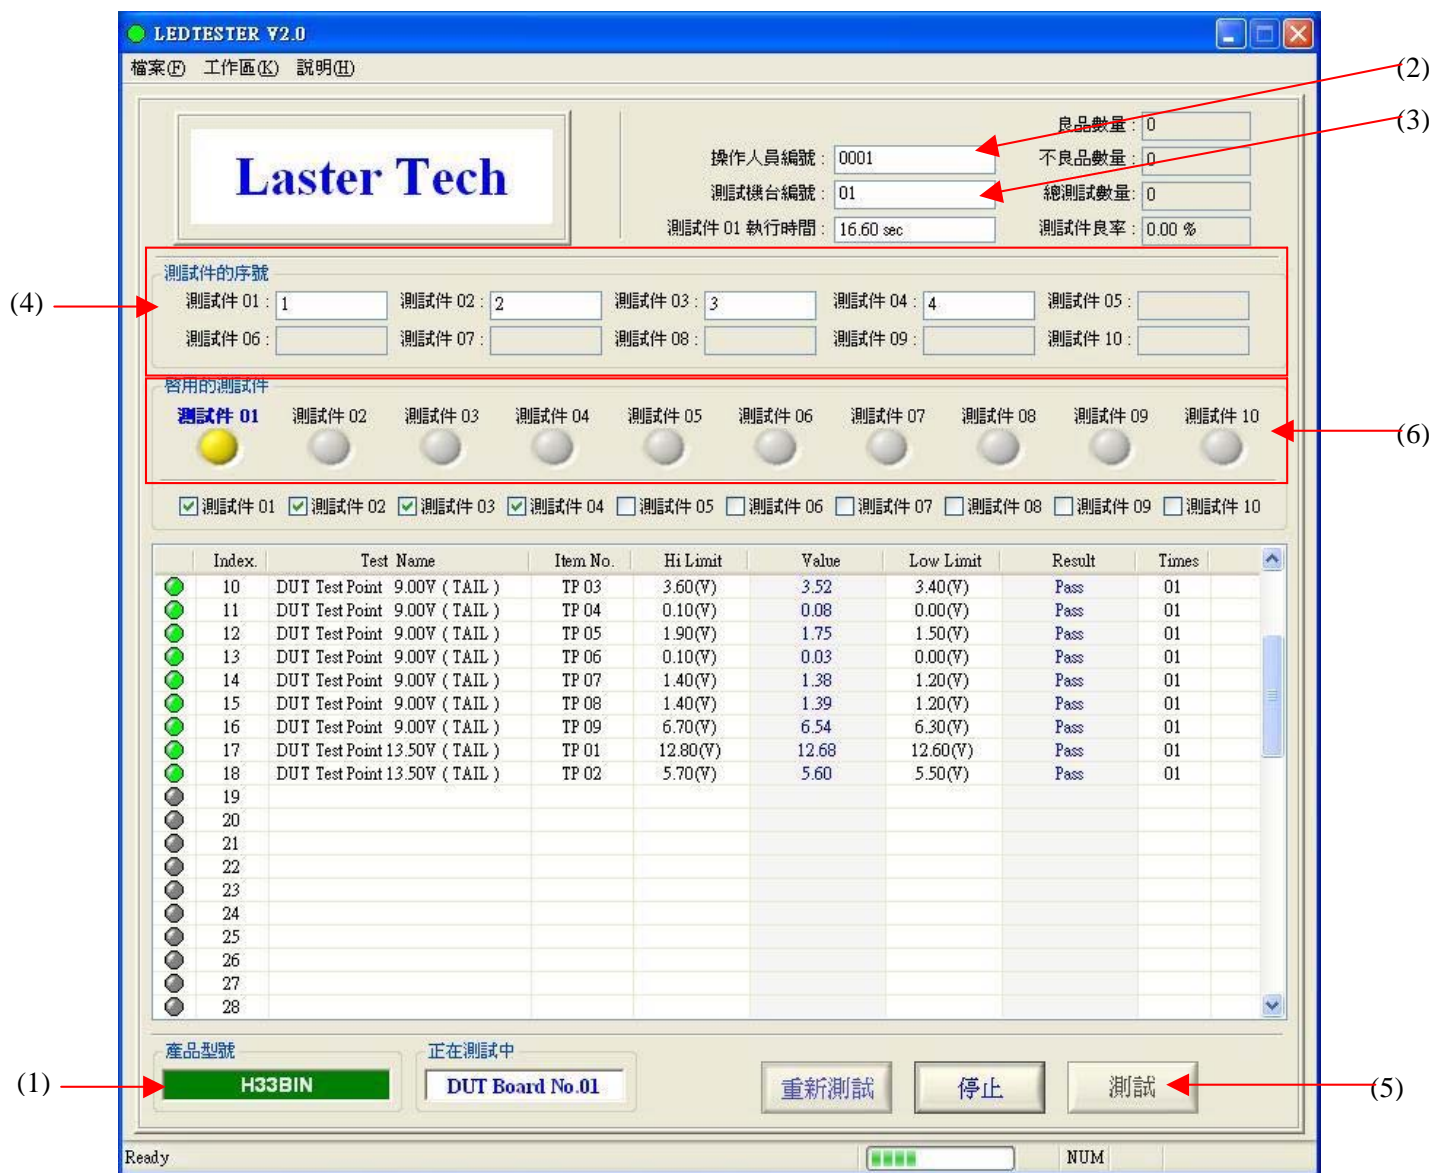 LEDTESTER V2.0
檔案(F) 工作區(K) 說明(H)
(2)
(3)
Laster Tech
良品數量 : 0
操作人員編號 : 0001 不良品數量 : 0
測試機台編號 : 01 總測試數量 : 0
測試件 01 執行時間 : 16.60 sec 測試件良率 : 0.00 %
(4)
測試件的序號
測試件 01 : 1 測試件 02 : 2 測試件 03 : 3 測試件 04 : 4 測試件 05 :
測試件 06 : 測試件 07 : 測試件 08 : 測試件 09 : 測試件 10 :
啓用的測試件
測試件 01 測試件 02 測試件 03 測試件 04 測試件 05 測試件 06 測試件 07 測試件 08 測試件 09 測試件 10
(6)
測試件 01 測試件 02 測試件 03 測試件 04 測試件 05 測試件 06 測試件 07 測試件 08 測試件 09 測試件 10
Index. Test Name Item No. Hi Limit Value Low Limit Result Times
10 DUT Test Point 9.00V ( TAIL ) TP 03 3.60(V) 3.52 3.40(V) Pass 01
11 DUT Test Point 9.00V ( TAIL ) TP 04 0.10(V) 0.08 0.00(V) Pass 01
12 DUT Test Point 9.00V ( TAIL ) TP 05 1.90(V) 1.75 1.50(V) Pass 01
13 DUT Test Point 9.00V ( TAIL ) TP 06 0.10(V) 0.03 0.00(V) Pass 01
14 DUT Test Point 9.00V ( TAIL ) TP 07 1.40(V) 1.38 1.20(V) Pass 01
15 DUT Test Point 9.00V ( TAIL ) TP 08 1.40(V) 1.39 1.20(V) Pass 01
16 DUT Test Point 9.00V ( TAIL ) TP 09 6.70(V) 6.54 6.30(V) Pass 01
17 DUT Test Point 13.50V ( TAIL ) TP 01 12.80(V) 12.68 12.60(V) Pass 01
18 DUT Test Point 13.50V ( TAIL ) TP 02 5.70(V) 5.60 5.50(V) Pass 01
19
20
21
22
23
24
25
26
27
28
產品型號 正在測試中
(1) H33BIN DUT Board No.01 重新測試 停止 測試 (5)
Ready NUM